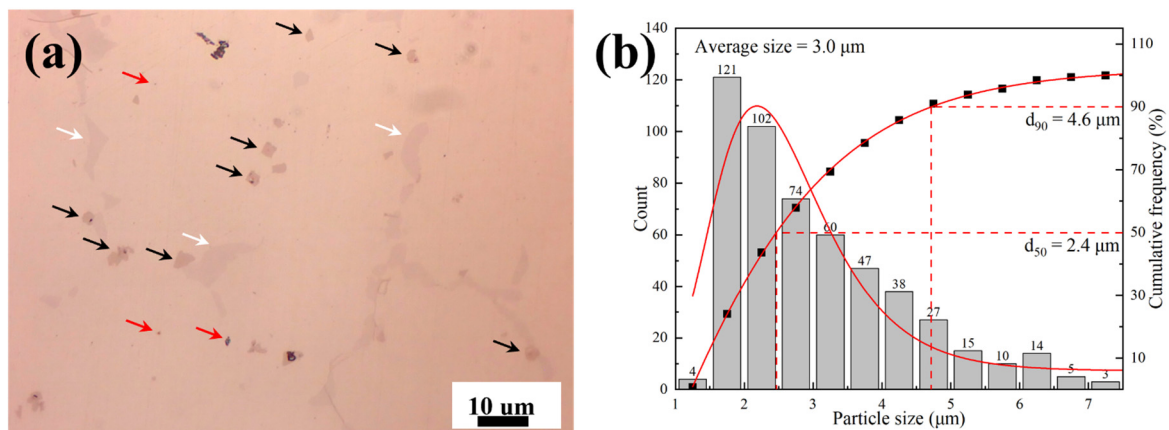 (a)
10 um
(b)
Average size = 3.0 μm
d90 = 4.6 μm
d50 = 2.4 μm
121
102
74
60
47
38
27
15
10
14
5
3
4
Count
0
20
40
60
80
100
120
140
Cumulative frequency (%)
10
30
50
70
90
110
1 2 3 4 5 6 7
Particle size (μm)